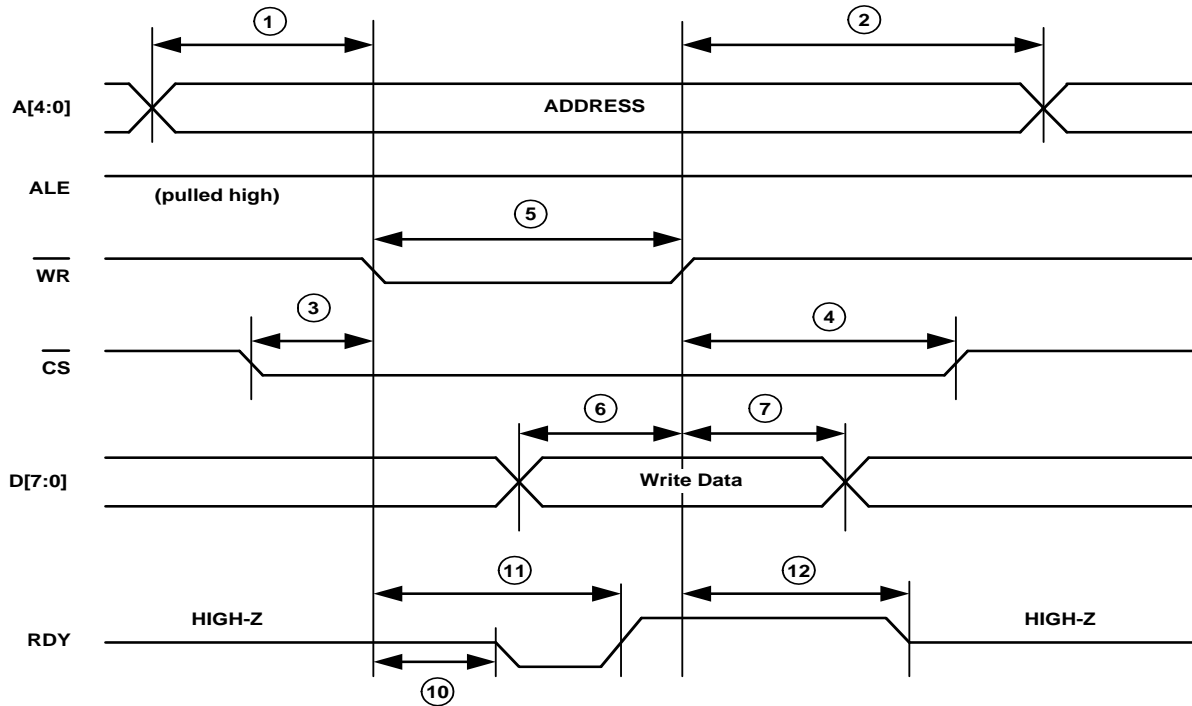 1
2
A[4:0]
ADDRESS
ALE
(pulled high)
5
WR
3
4
CS
6
7
D[7:0]
Write Data
11
12
HIGH-Z
HIGH-Z
RDY
10